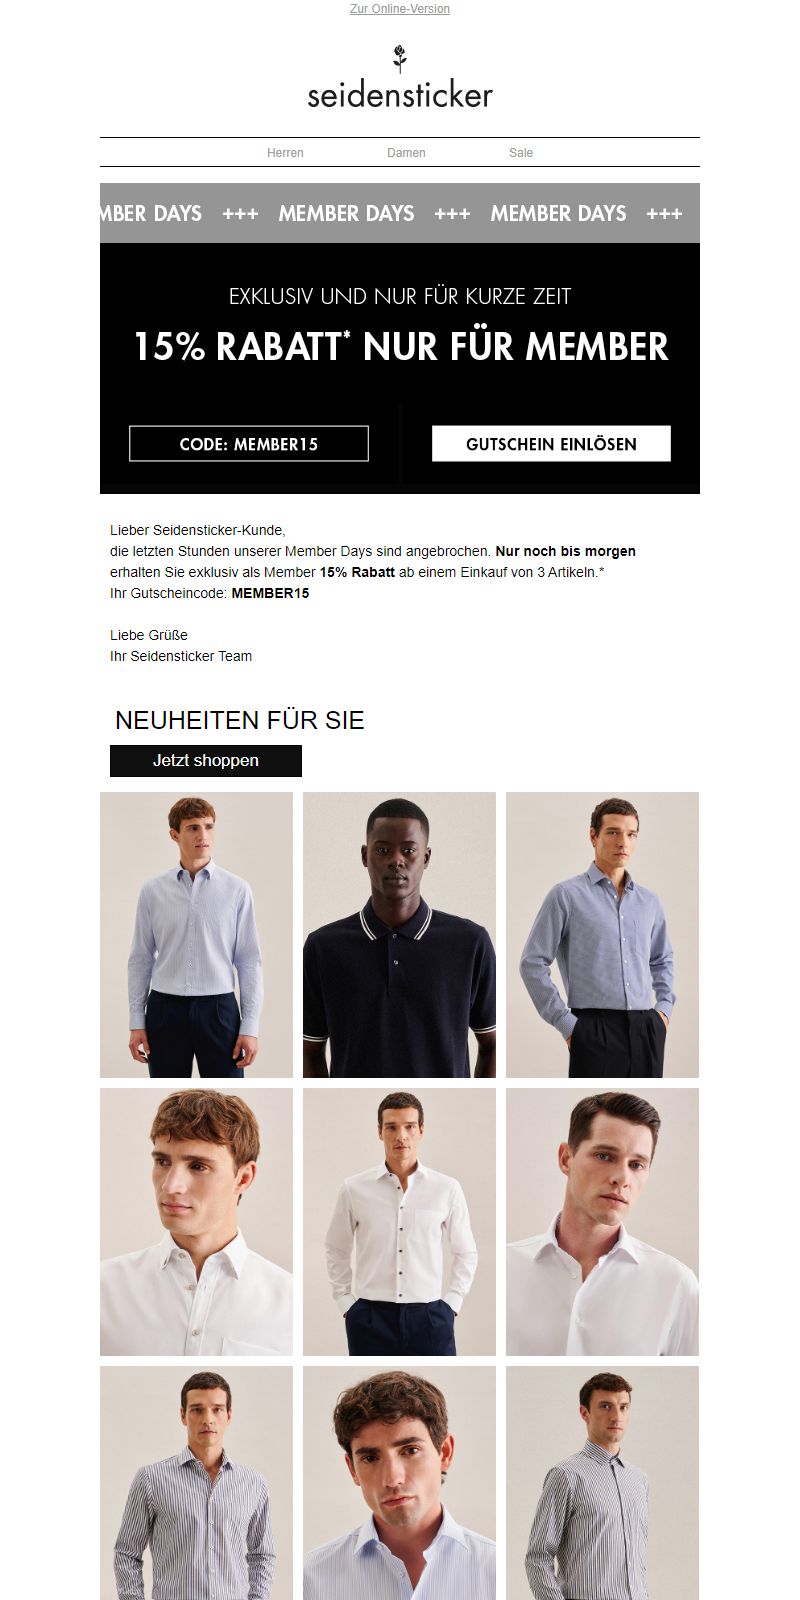 Zur Online-Version
seidensticker
Herren Damen Sale
MBER DAYS +++ MEMBER DAYS +++ MEMBER DAYS +++
EXKLUSIV UND NUR FÜR KURZE ZEIT
15% RABATT* NUR FÜR MEMBER
CODE: MEMBER15 GUTSCHEIN EINLÖSEN
Lieber Seidensticker-Kunde,
die letzten Stunden unserer Member Days sind angebrochen. Nur noch bis morgen
erhalten Sie exklusiv als Member 15% Rabatt ab einem Einkauf von 3 Artikeln.*
Ihr Gutscheincode: MEMBER15
Liebe Grüße
Ihr Seidensticker Team
NEUHEITEN FÜR SIE
Jetzt shoppen